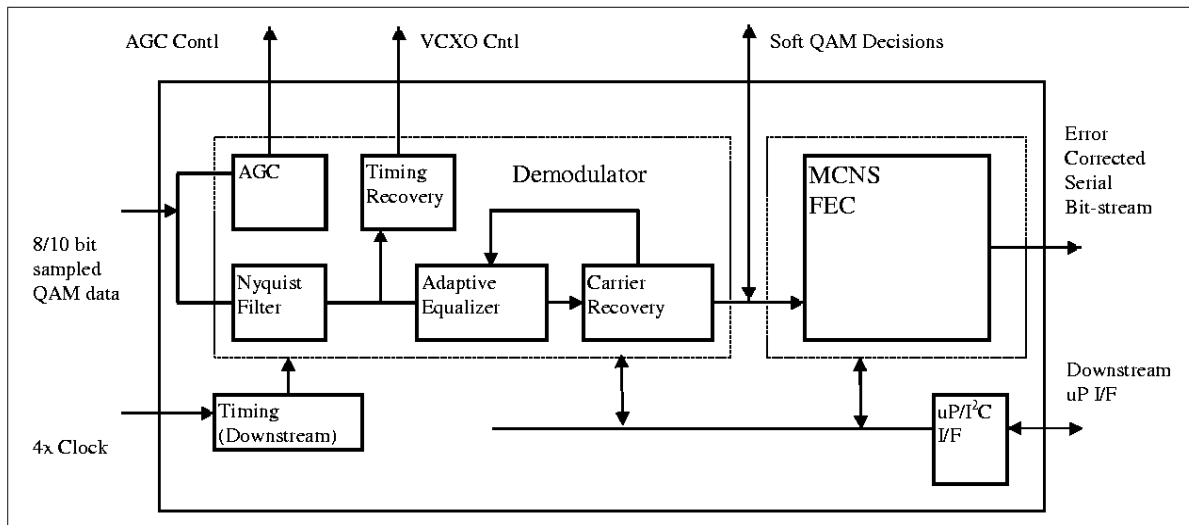 AGC Contl
VCXO Cntl
Soft QAM Decisions
AGC
Timing
Recovery
Demodulator
MCNS
FEC
Error
Corrected
Serial
Bit-stream
8/10 bit
sampled
QAM data
Nyquist
Filter
Adaptive
Equalizer
Carrier
Recovery
Downstream
uP I/F
Timing
(Downstream)
uP/I²C
I/F
4x Clock